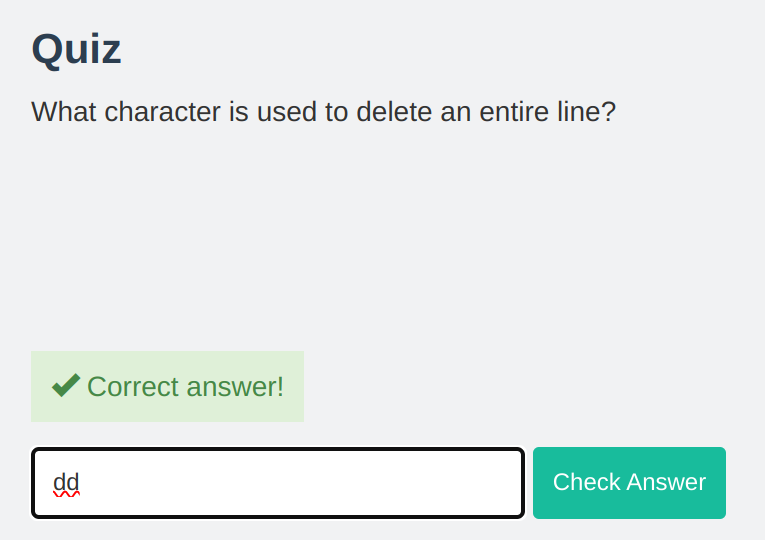 Quiz
What character is used to delete an entire line?
Correct answer!
dd
Check Answer